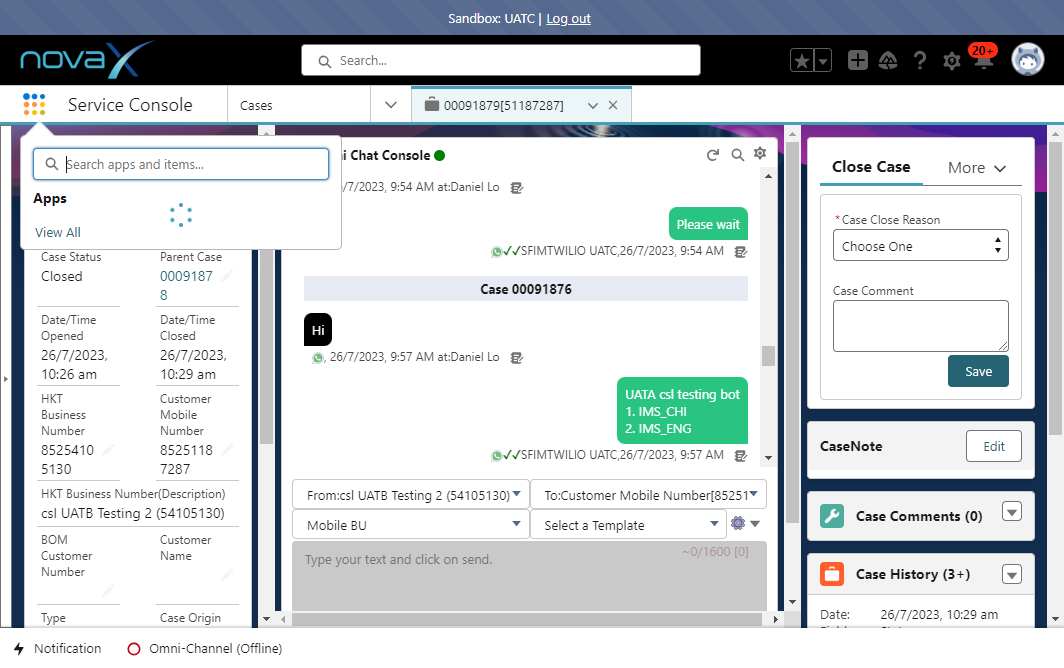 Sandbox: UATC | Log out
novaX
Search...
20+
Service Console
Cases
00091879[51187287]
Search apps and items...
Apps
View All
Case Status
Closed
Parent Case
0009187
8
Date/Time
Opened
26/7/2023,
10:26 am
Date/Time
Closed
26/7/2023,
10:29 am
HKT
Business
Number
8525410
5130
Customer
Mobile
Number
8525118
7287
HKT Business Number(Description)
csl UATB Testing 2 (54105130)
BOM
Customer
Number
Customer
Name
Type
Case Origin
i Chat Console
/7/2023, 9:54 AM at:Daniel Lo
Please wait
SFIMTWILIO UATC,26/7/2023, 9:54 AM
Case 00091876
Hi
, 26/7/2023, 9:57 AM at:Daniel Lo
UATA csl testing bot
1. IMS_CHI
2. IMS_ENG
SFIMTWILIO UATC,26/7/2023, 9:57 AM
From:csl UATB Testing 2 (54105130)
To:Customer Mobile Number[85251
Mobile BU
Select a Template
Type your text and click on send.
~0/1600 [0]
Close Case
More
*Case Close Reason
Choose One
Case Comment
Save
CaseNote
Edit
Case Comments (0)
Case History (3+)
Date:
26/7/2023, 10:29 am
Notification
Omni-Channel (Offline)